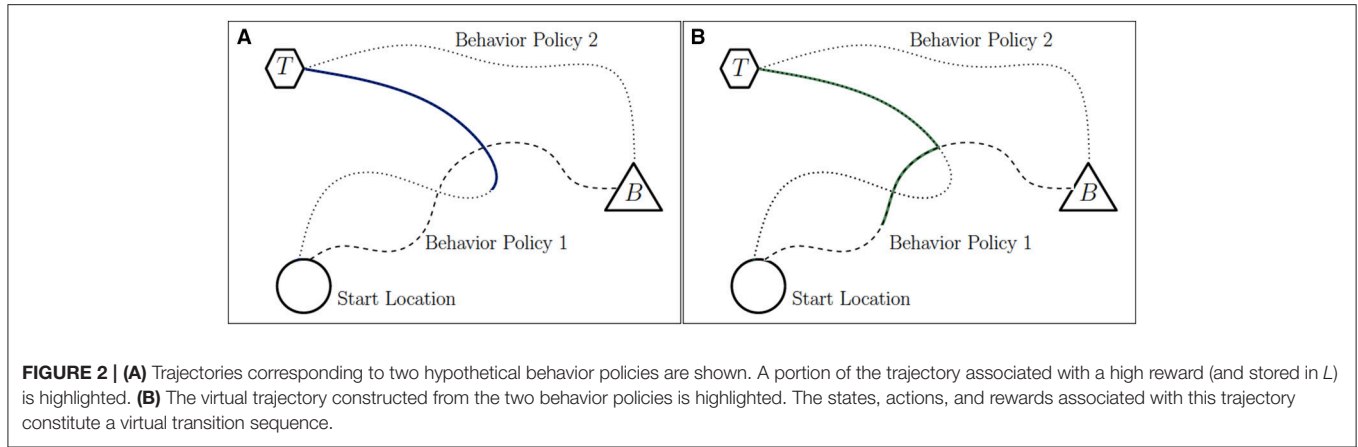 A
Behavior Policy 2
T
B
Behavior Policy 1
Start Location
B
Behavior Policy 2
T
B
Behavior Policy 1
Start Location
FIGURE 2 | (A) Trajectories corresponding to two hypothetical behavior policies are shown. A portion of the trajectory associated with a high reward (and stored in L)
is highlighted. (B) The virtual trajectory constructed from the two behavior policies is highlighted. The states, actions, and rewards associated with this trajectory
constitute a virtual transition sequence.